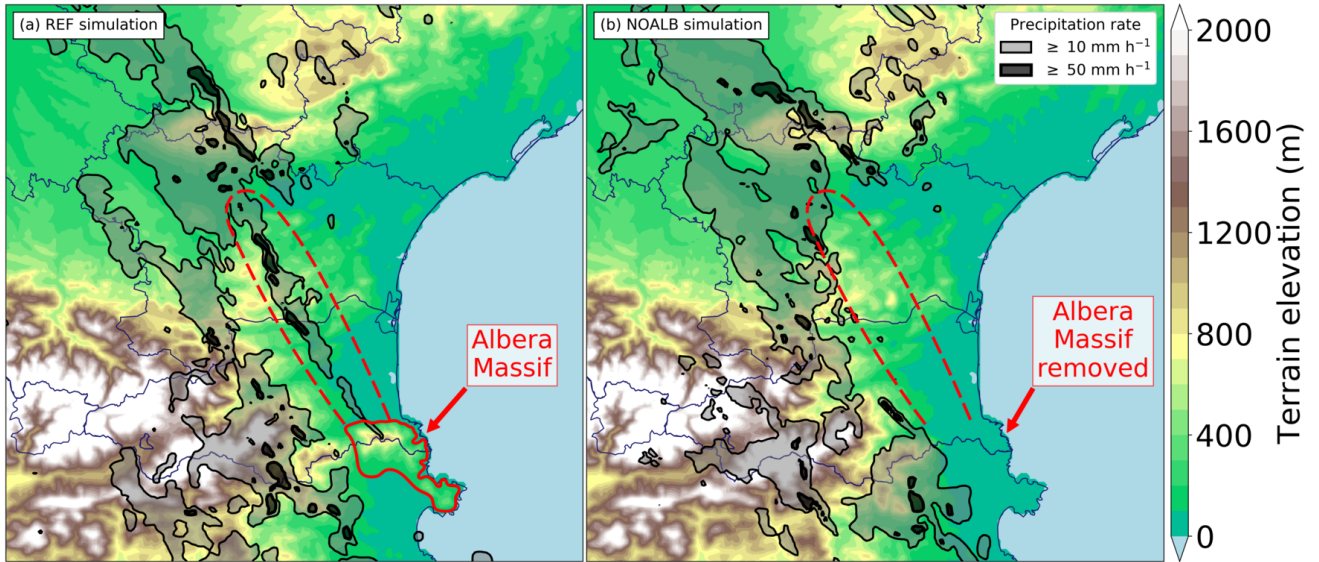 (a) REF simulation
(b) NOALB simulation
Precipitation rate
≥ 10 mm h⁻¹
≥ 50 mm h⁻¹
Albera
Massif
Albera
Massif
removed
2000
1600
1200
800
400
0
Terrain elevation (m)